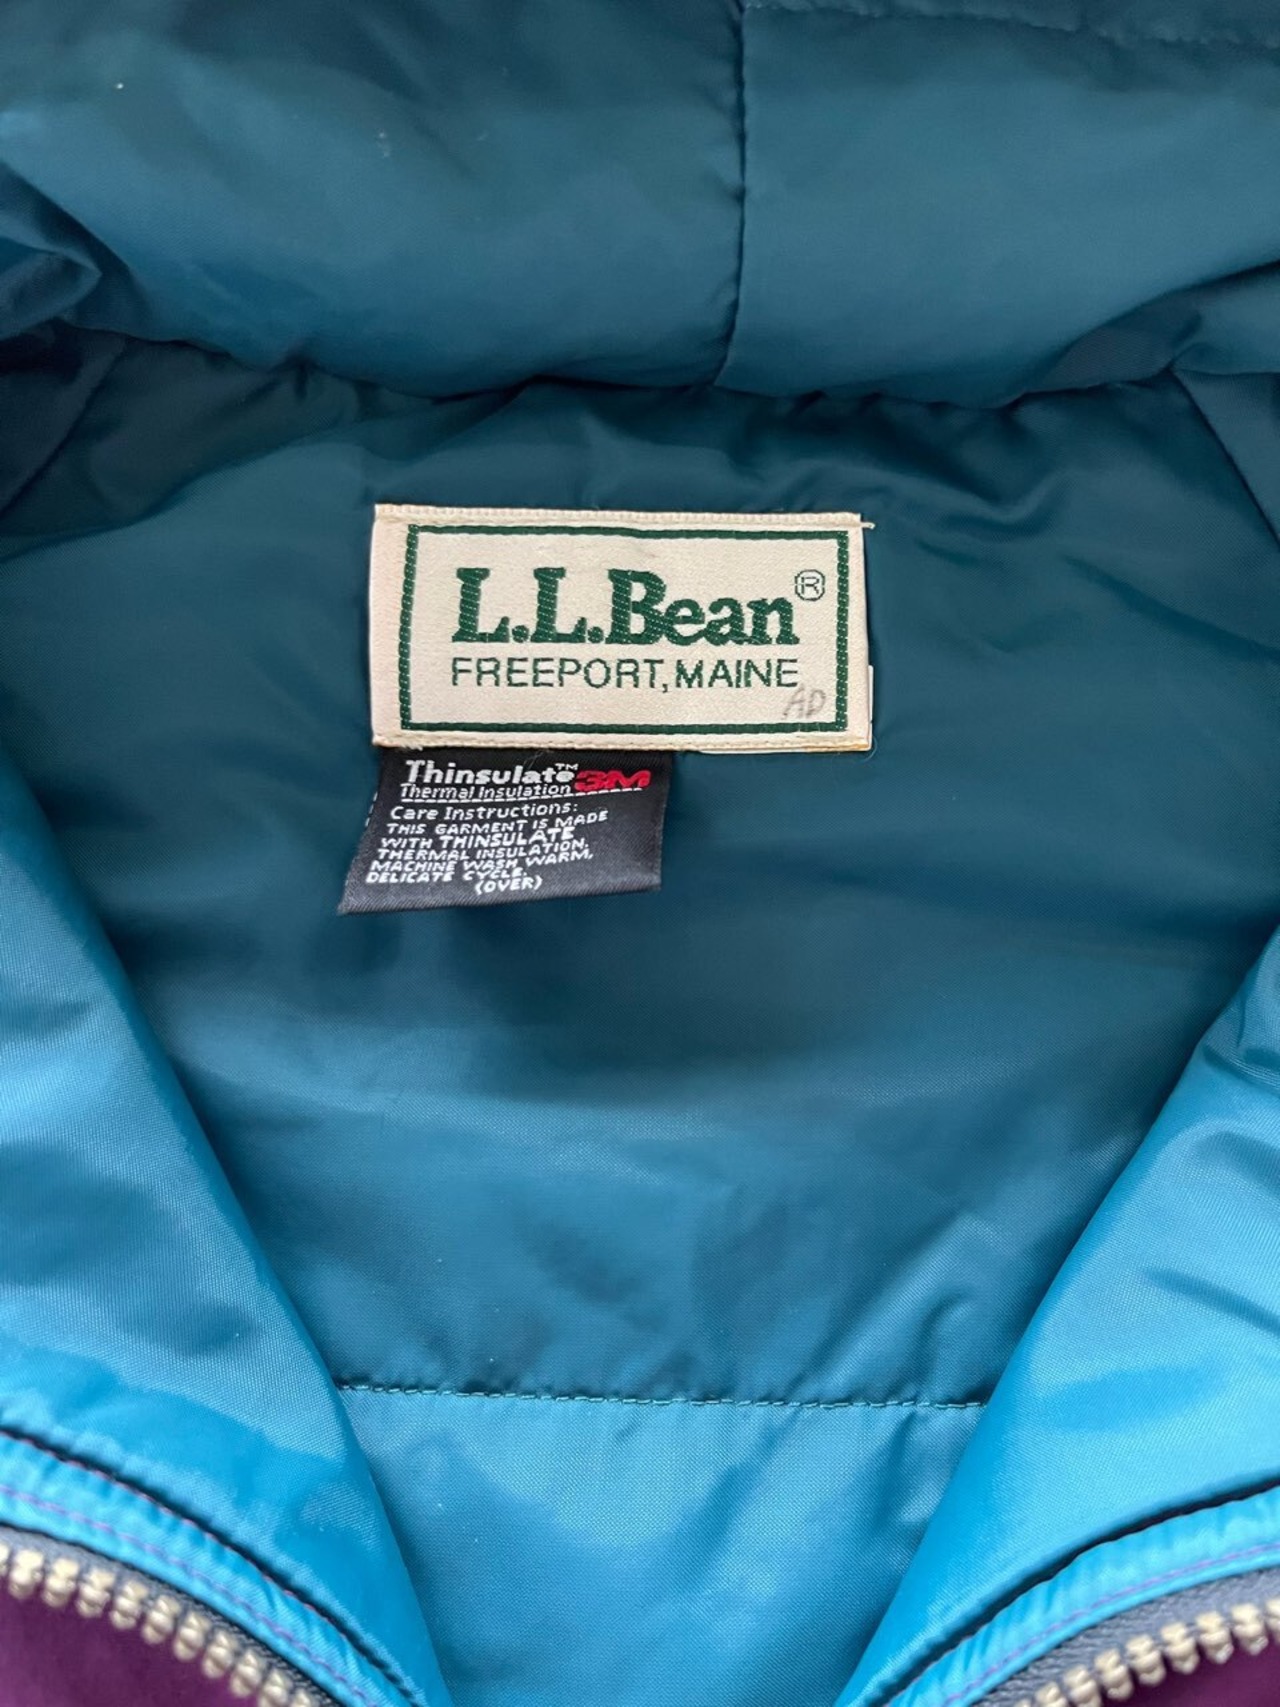 L.L.Bean®
FREEPORT, MAINE
AD
Thinsulate™ 3M
Thermal Insulation
Care Instructions:
THIS GARMENT IS MADE
WITH THINSULATE
THERMAL INSULATION.
MACHINE WASH WARM,
DELICATE CYCLE.
(OVER)